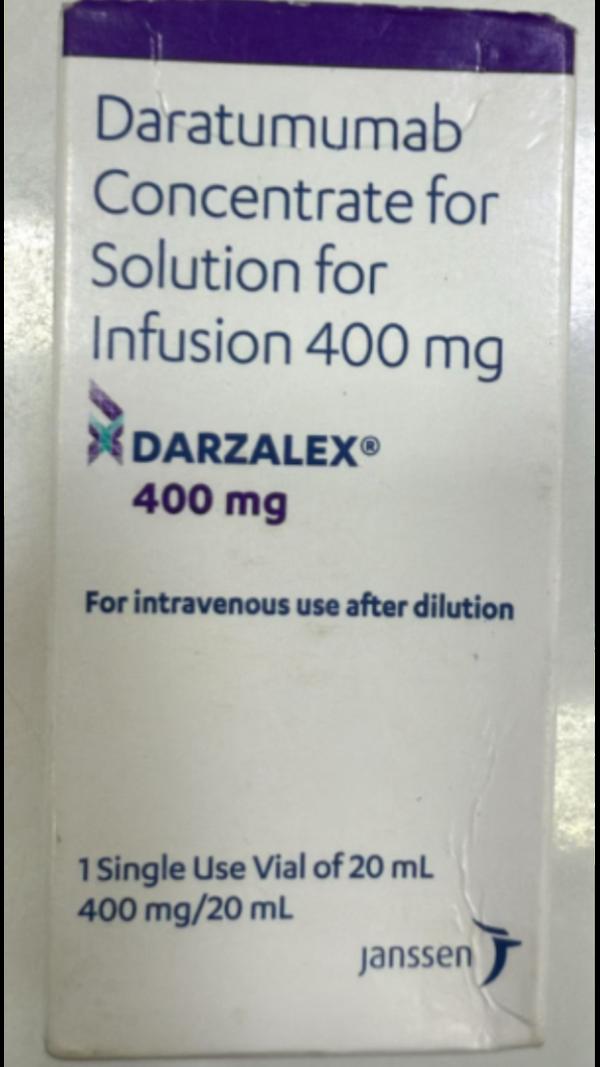 Daratumumab
Concentrate for
Solution for
Infusion 400 mg
DARZALEX®
400 mg
For intravenous use after dilution
1 Single Use Vial of 20 mL
400 mg/20 mL
janssen